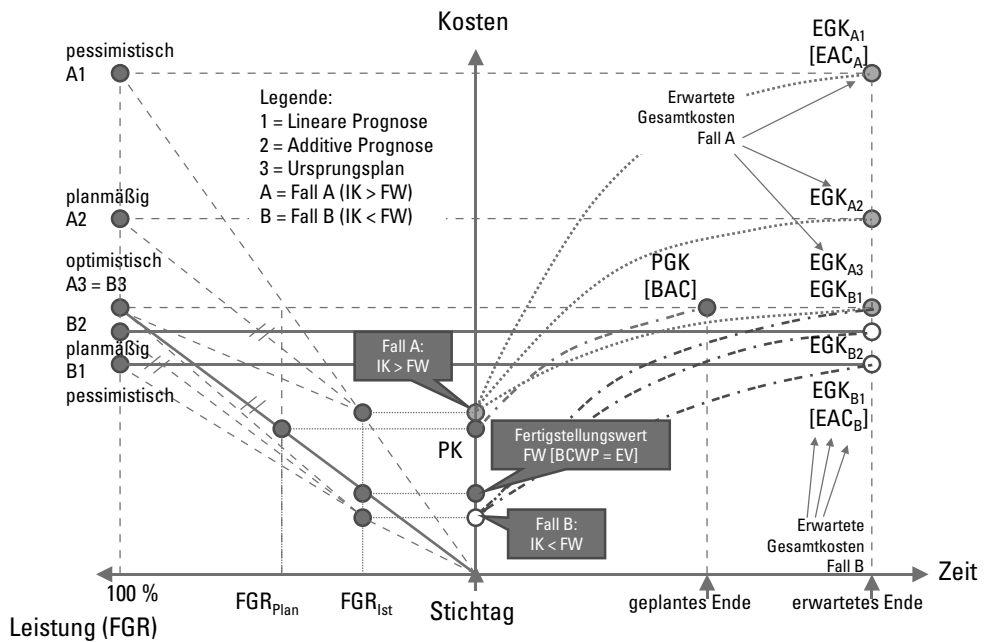 Kosten
pessimistisch
A1
Legende:
1 = Lineare Prognose
2 = Additive Prognose
3 = Ursprungsplan
A = Fall A (IK > FW)
B = Fall B (IK < FW)
Erwartete
Gesamtkosten
Fall A
EGK_A1
[EAC_A]
planmäßig
A2
EGK_A2
optimistisch
A3 = B3
PGK
[BAC]
EGK_A3
EGK_B1
B2
planmäßig
B1
pessimistisch
Fall A:
IK > FW
EGK_B2
EGK_B1
[EAC_B]
PK
Fertigstellungswert
FW [BCWP = EV]
Fall B:
IK < FW
Erwartete
Gesamtkosten
Fall B
Zeit
100 %
FGR_Plan
FGR_Ist
Stichtag
geplantes Ende
erwartetes Ende
Leistung (FGR)